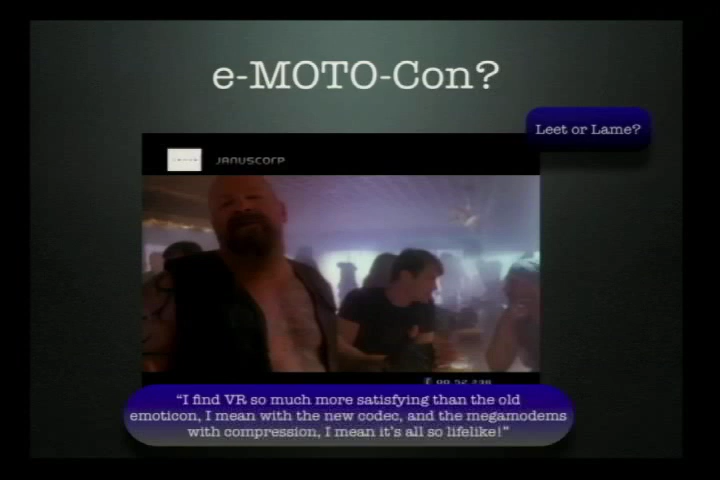 e-MOTO-Con?
Leet or Lame?
JANUSCORP
"I find VR so much more satisfying than the old
emoticon, I mean with the new codec, and the megamodems
with compression, I mean it's all so lifelike!"